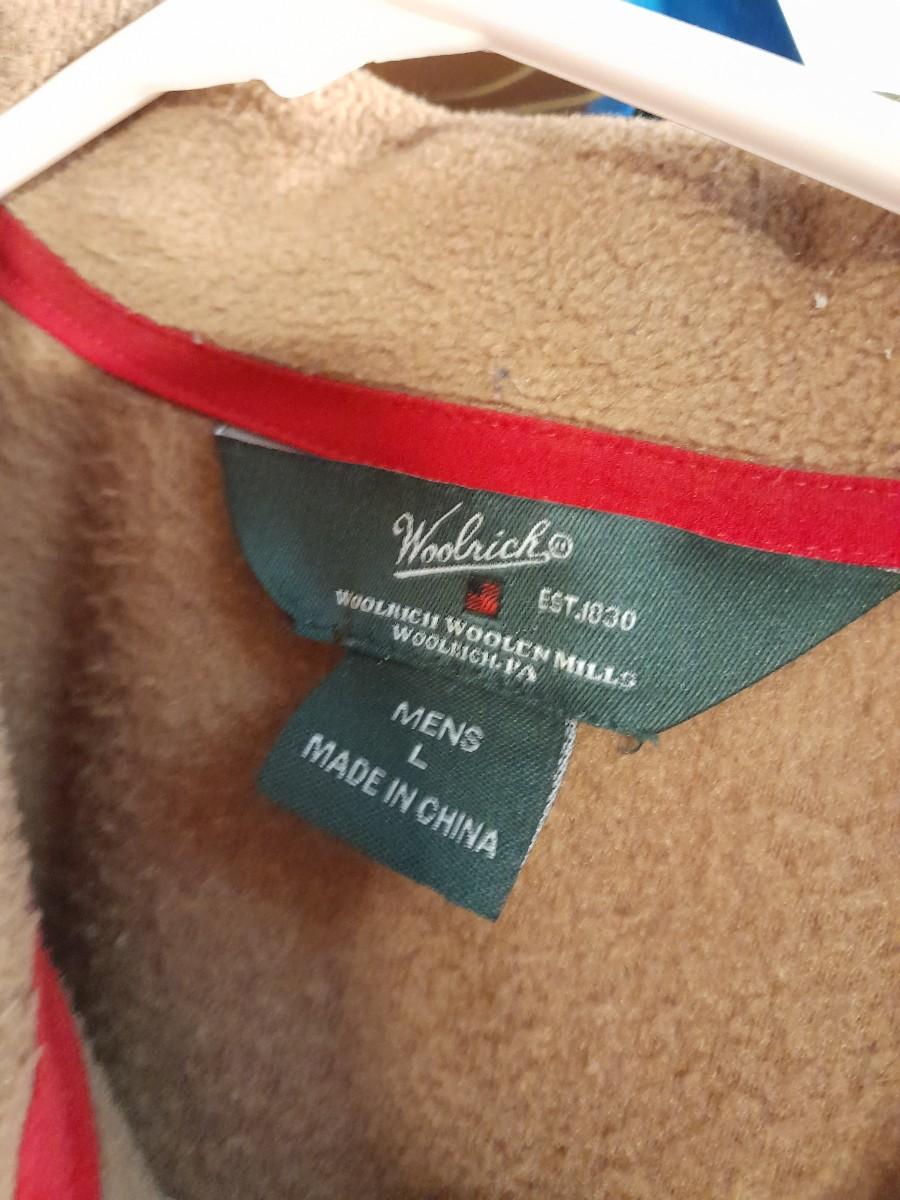 Woolrich®
EST.1830
WOOLRICH WOOLEN MILLS
WOOLRICH, PA
MENS
L
MADE IN CHINA